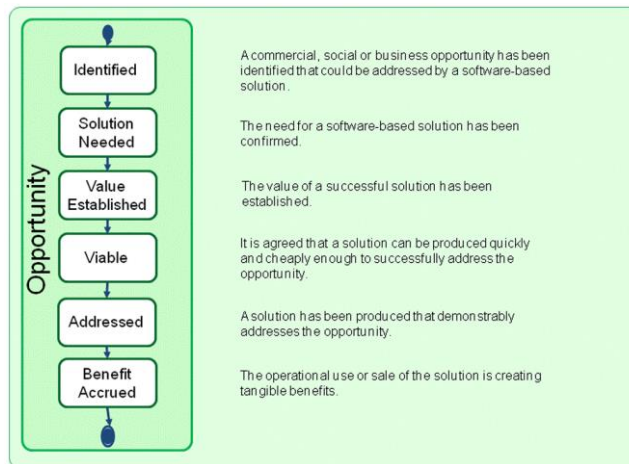 Opportunity
Identified
A commercial, social or business opportunity has been
identified that could be addressed by a software-based
solution.
Solution
Needed
The need for a software-based solution has been
confirmed.
Value
Established
The value of a successful solution has been
established.
Viable
It is agreed that a solution can be produced quickly
and cheaply enough to successfully address the
opportunity.
Addressed
A solution has been produced that demonstrably
addresses the opportunity.
Benefit
Accrued
The operational use or sale of the solution is creating
tangible benefits.